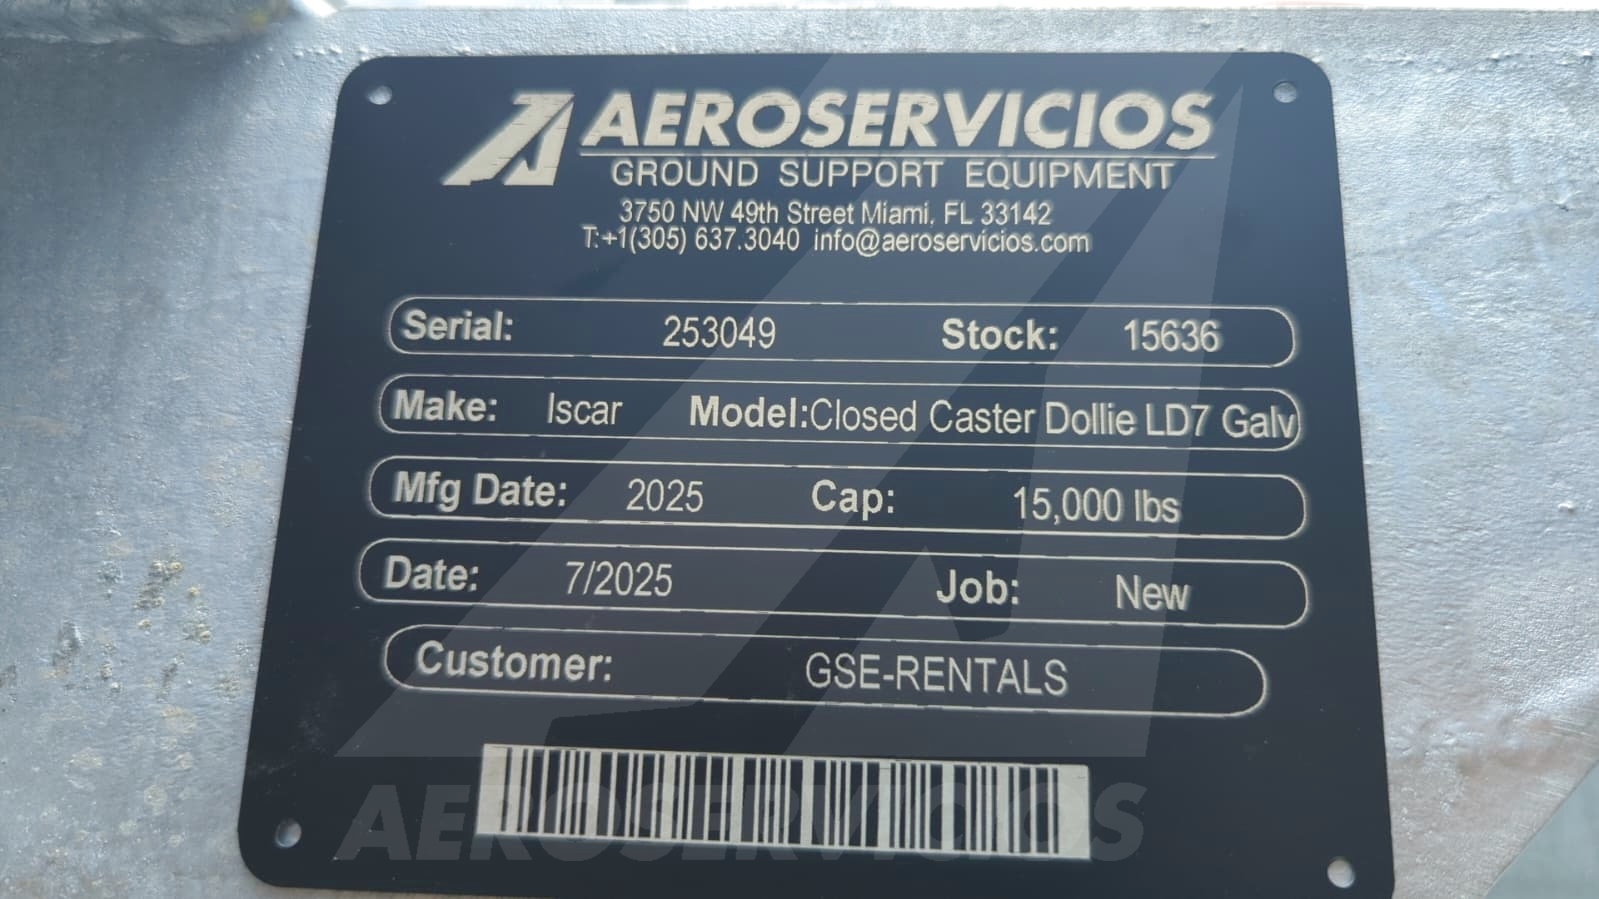 AEROSERVICIOS
GROUND SUPPORT EQUIPMENT
3750 NW 49th Street Miami, FL 33142
T:+1(305) 637.3040 info@aeroservicios.com
Serial: 253049 Stock: 15636
Make: Iscar Model:Closed Caster Dollie LD7 Galv
Mfg Date: 2025 Cap: 15,000 lbs
Date: 7/2025 Job: New
Customer: GSE-RENTALS
AEROSERVICIOS